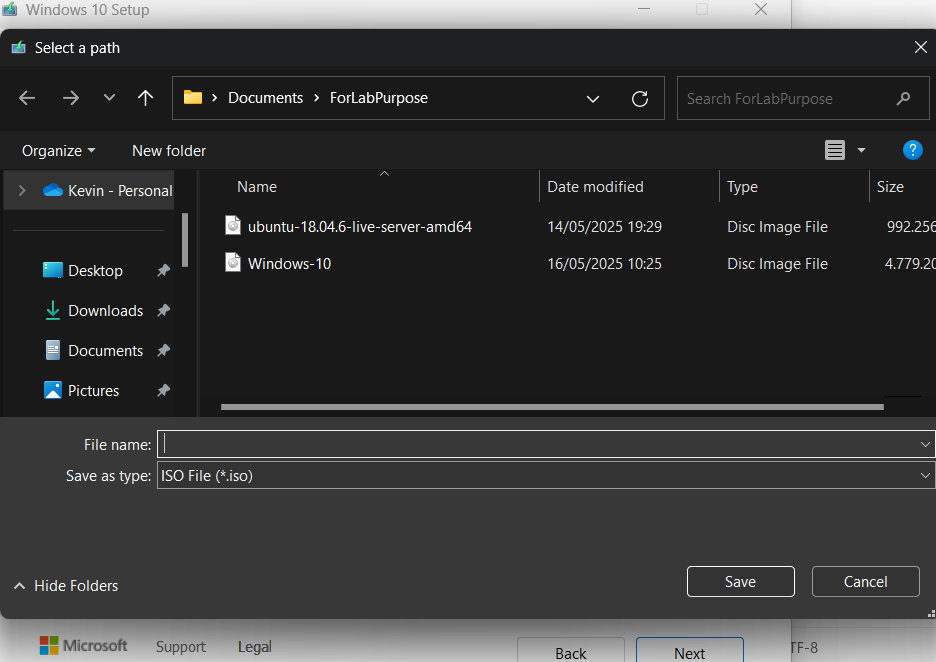 Windows 10 Setup
Select a path
Documents > ForLabPurpose
Search ForLabPurpose
Organize
New folder
?
Kevin - Personal
Name Date modified Type Size
ubuntu-18.04.6-live-server-amd64 14/05/2025 19:29 Disc Image File 992.256
Windows-10 16/05/2025 10:25 Disc Image File 4.779.20
Desktop
Downloads
Documents
Pictures
File name:
Save as type: ISO File (*.iso)
Hide Folders
Save
Cancel
Microsoft
Support
Legal
Back
Next
TF-8